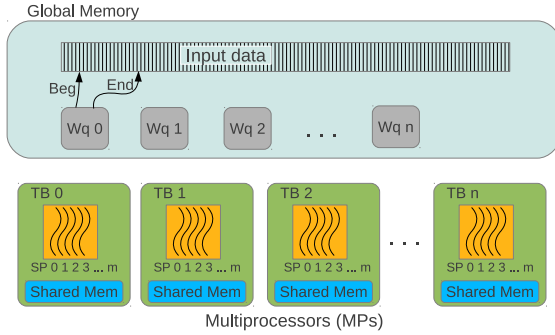 Global Memory
Input data
Beg End
Wq 0 Wq 1 Wq 2 . . . Wq n
TB 0 TB 1 TB 2 TB n
. . .
SP 0 1 2 3 ... m SP 0 1 2 3 ... m SP 0 1 2 3 ... m SP 0 1 2 3 ... m
Shared Mem Shared Mem Shared Mem Shared Mem
Multiprocessors (MPs)